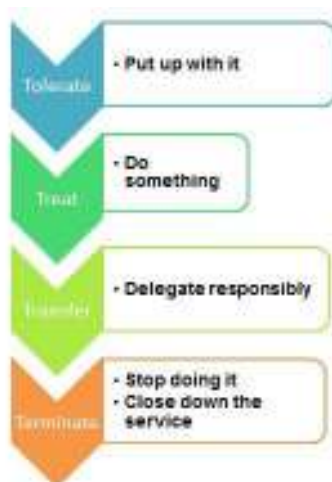 Tolerate
• Put up with it
Treat
• Do
something
Transfer
• Delegate responsibly
Terminate
• Stop doing it
• Close down the
service